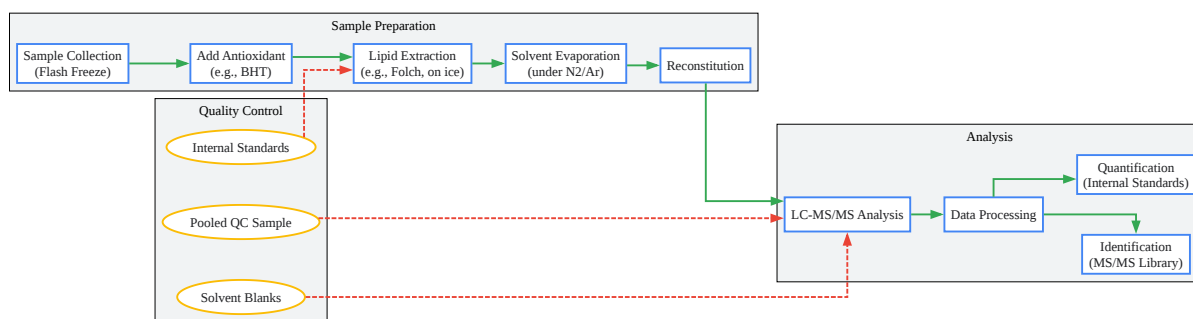 Sample Preparation
Sample Collection
(Flash Freeze)
Add Antioxidant
(e.g., BHT)
Lipid Extraction
(e.g., Folch, on ice)
Solvent Evaporation
(under N2/Ar)
Reconstitution
Quality Control
Internal Standards
Pooled QC Sample
Solvent Blanks
Analysis
LC-MS/MS Analysis
Data Processing
Quantification
(Internal Standards)
Identification
(MS/MS Library)